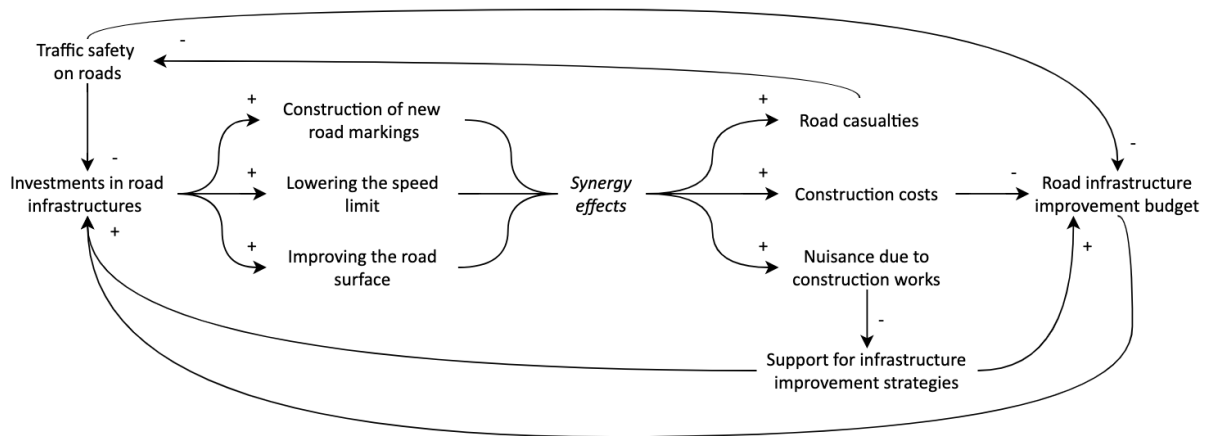 -
Traffic safety
on roads
+
Construction of new
road markings
+
Road casualties
-
-
Investments in road
infrastructures
+
Lowering the speed
limit
Synergy
effects
+
Construction costs
-
Road infrastructure
improvement budget
+
+
Improving the road
surface
+
Nuisance due to
construction works
+
-
Support for infrastructure
improvement strategies